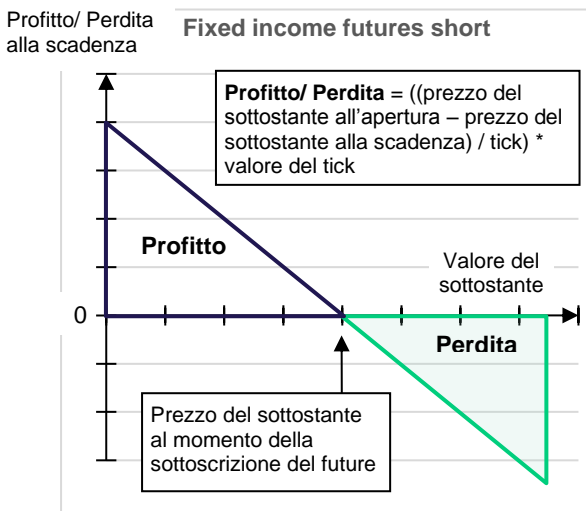 Profitto/ Perdita
alla scadenza
Fixed income futures short
Profitto/ Perdita = ((prezzo del
sottostante all'apertura – prezzo del
sottostante alla scadenza) / tick) *
valore del tick
Profitto
Valore del
sottostante
0
Perdita
Prezzo del sottostante
al momento della
sottoscrizione del future